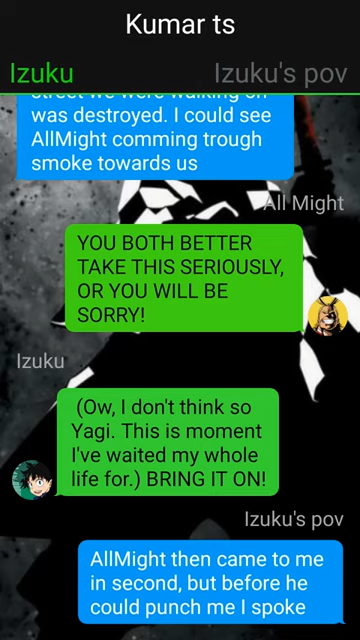 Kumar ts
Izuku
Izuku's pov
street we were walking on
was destroyed. I could see
AllMight comming trough
smoke towards us
All Might
YOU BOTH BETTER
TAKE THIS SERIOUSLY,
OR YOU WILL BE
SORRY!
Izuku
(Ow, I don't think so
Yagi. This is moment
I've waited my whole
life for.) BRING IT ON!
Izuku's pov
AllMight then came to me
in second, but before he
could punch me I spoke